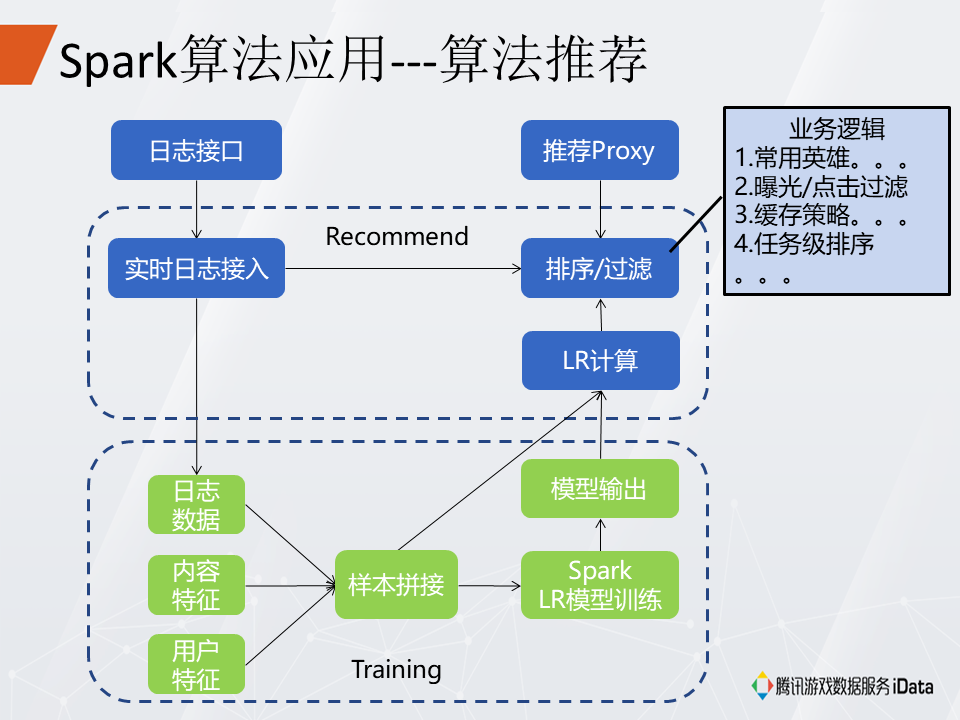 Spark算法应用---算法推荐
日志接口
推荐Proxy
业务逻辑
1.常用英雄。。。
2.曝光/点击过滤
3.缓存策略。。。
4.任务级排序
。。。
Recommend
实时日志接入
排序/过滤
LR计算
日志
数据
模型输出
内容
特征
样本拼接
Spark
LR模型训练
用户
特征
Training
腾讯游戏数据服务 iData